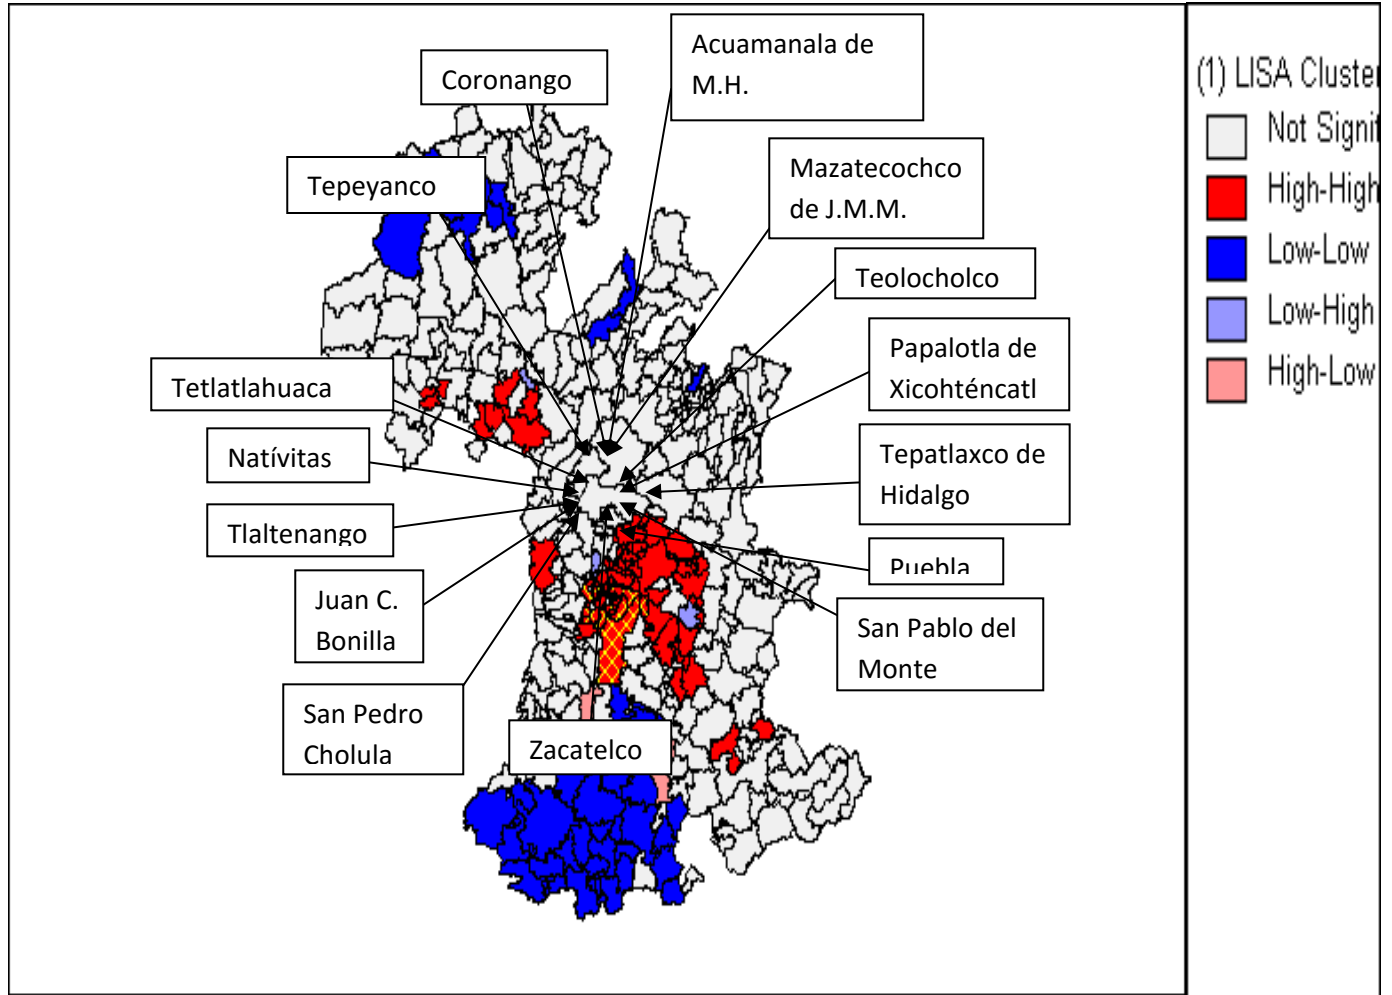 Coronango
Acuamanala de
M.H.
Tepeyanco
Mazatecochco
de J.M.M.
Teolocholco
Tetlatlahuaca
Papalotla de
Xicohténcatl
Natívitas
Tepatlaxco de
Hidalgo
Tlaltenango
Puebla
Juan C.
Bonilla
San Pablo del
Monte
San Pedro
Cholula
Zacatelco
(1) LISA Cluster
Not Signif
High-High
Low-Low
Low-High
High-Low